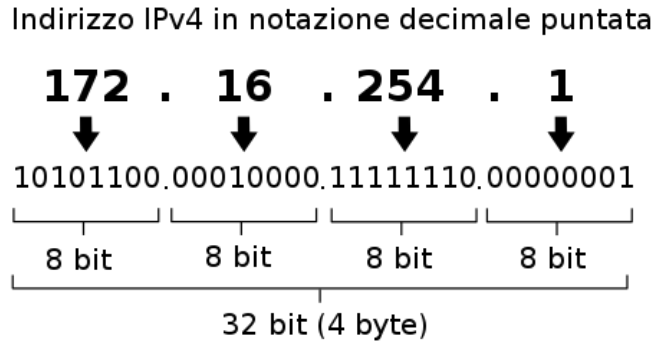 Indirizzo IPv4 in notazione decimale puntata
172 . 16 . 254 . 1
10101100.00010000.11111110.00000001
8 bit 8 bit 8 bit 8 bit
32 bit (4 byte)